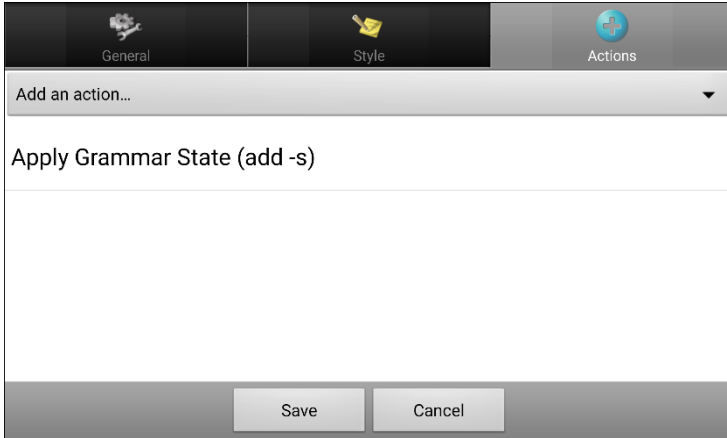 General Style Actions
Add an action...
Apply Grammar State (add -s)
Save Cancel